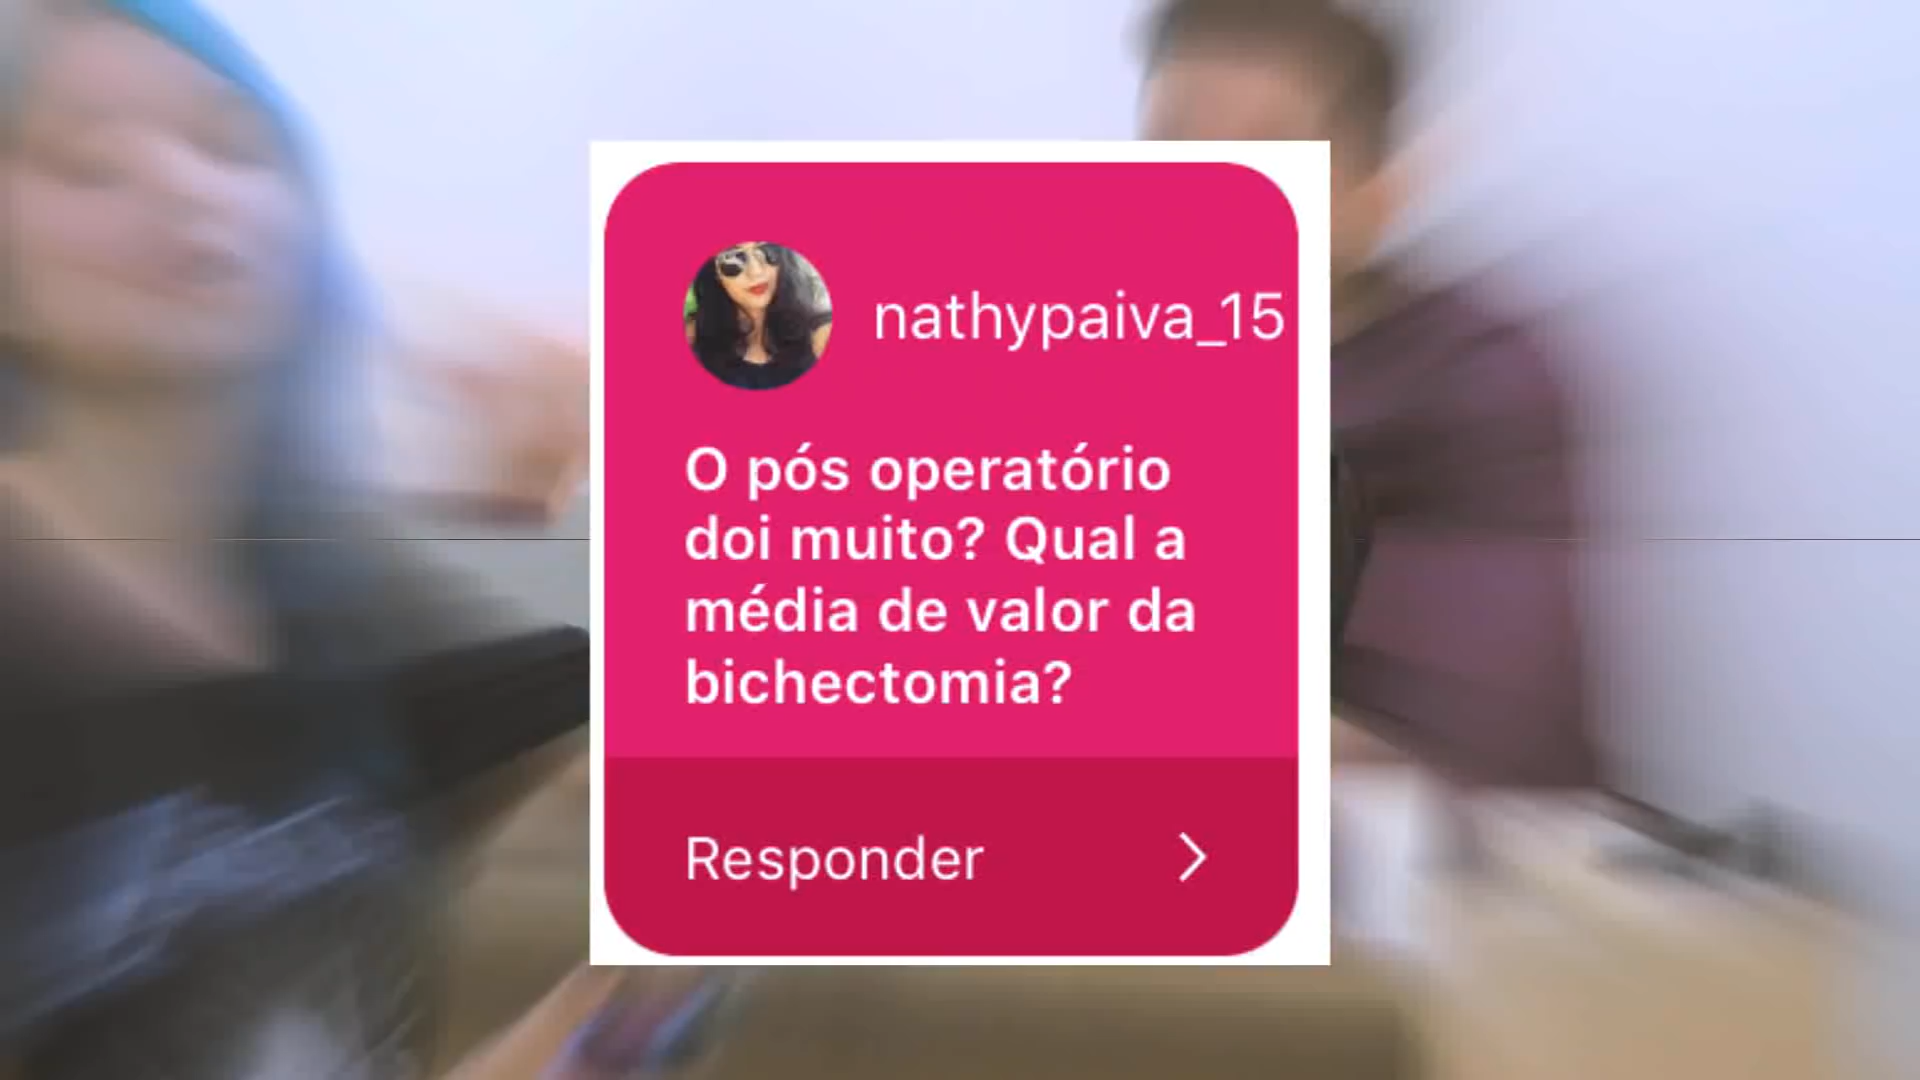 nathypaiva_15
O pós operatório
doi muito? Qual a
média de valor da
bichectomia?
Responder